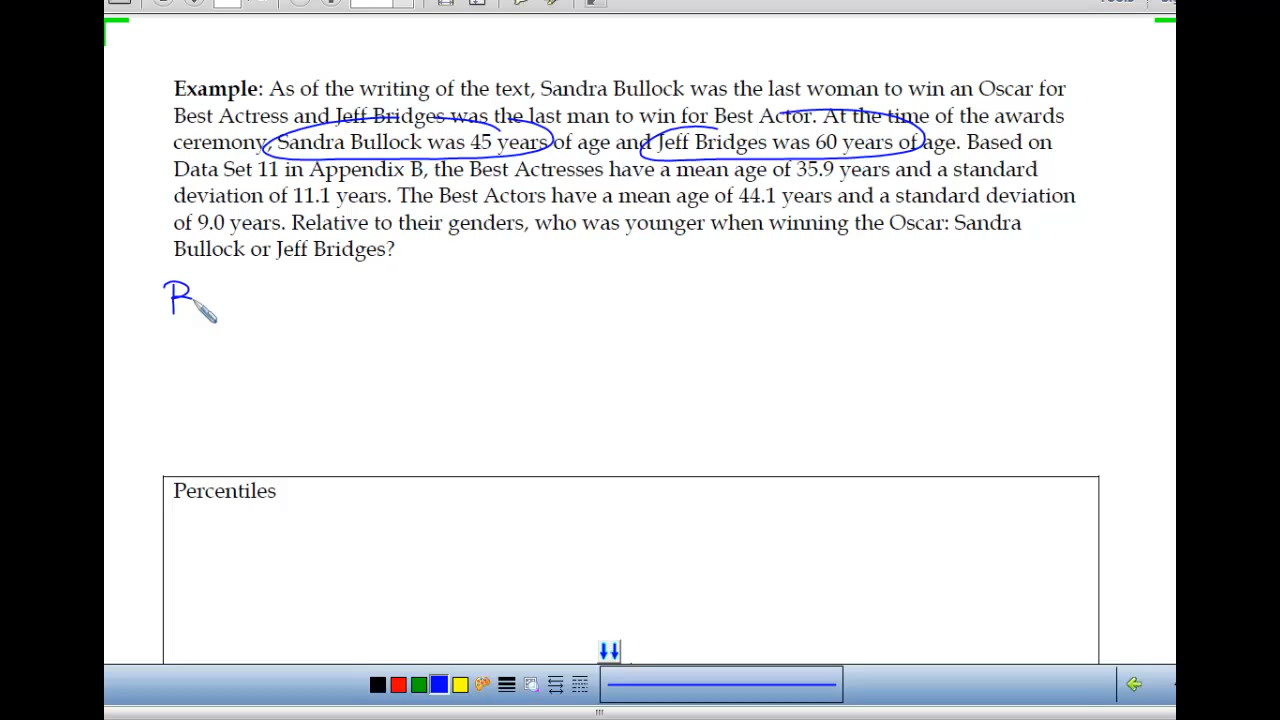 Example: As of the writing of the text, Sandra Bullock was the last woman to win an Oscar for
Best Actress and Jeff Bridges was the last man to win for Best Actor. At the time of the awards
ceremony, Sandra Bullock was 45 years of age and Jeff Bridges was 60 years of age. Based on
Data Set 11 in Appendix B, the Best Actresses have a mean age of 35.9 years and a standard
deviation of 11.1 years. The Best Actors have a mean age of 44.1 years and a standard deviation
of 9.0 years. Relative to their genders, who was younger when winning the Oscar: Sandra
Bullock or Jeff Bridges?
Percentiles